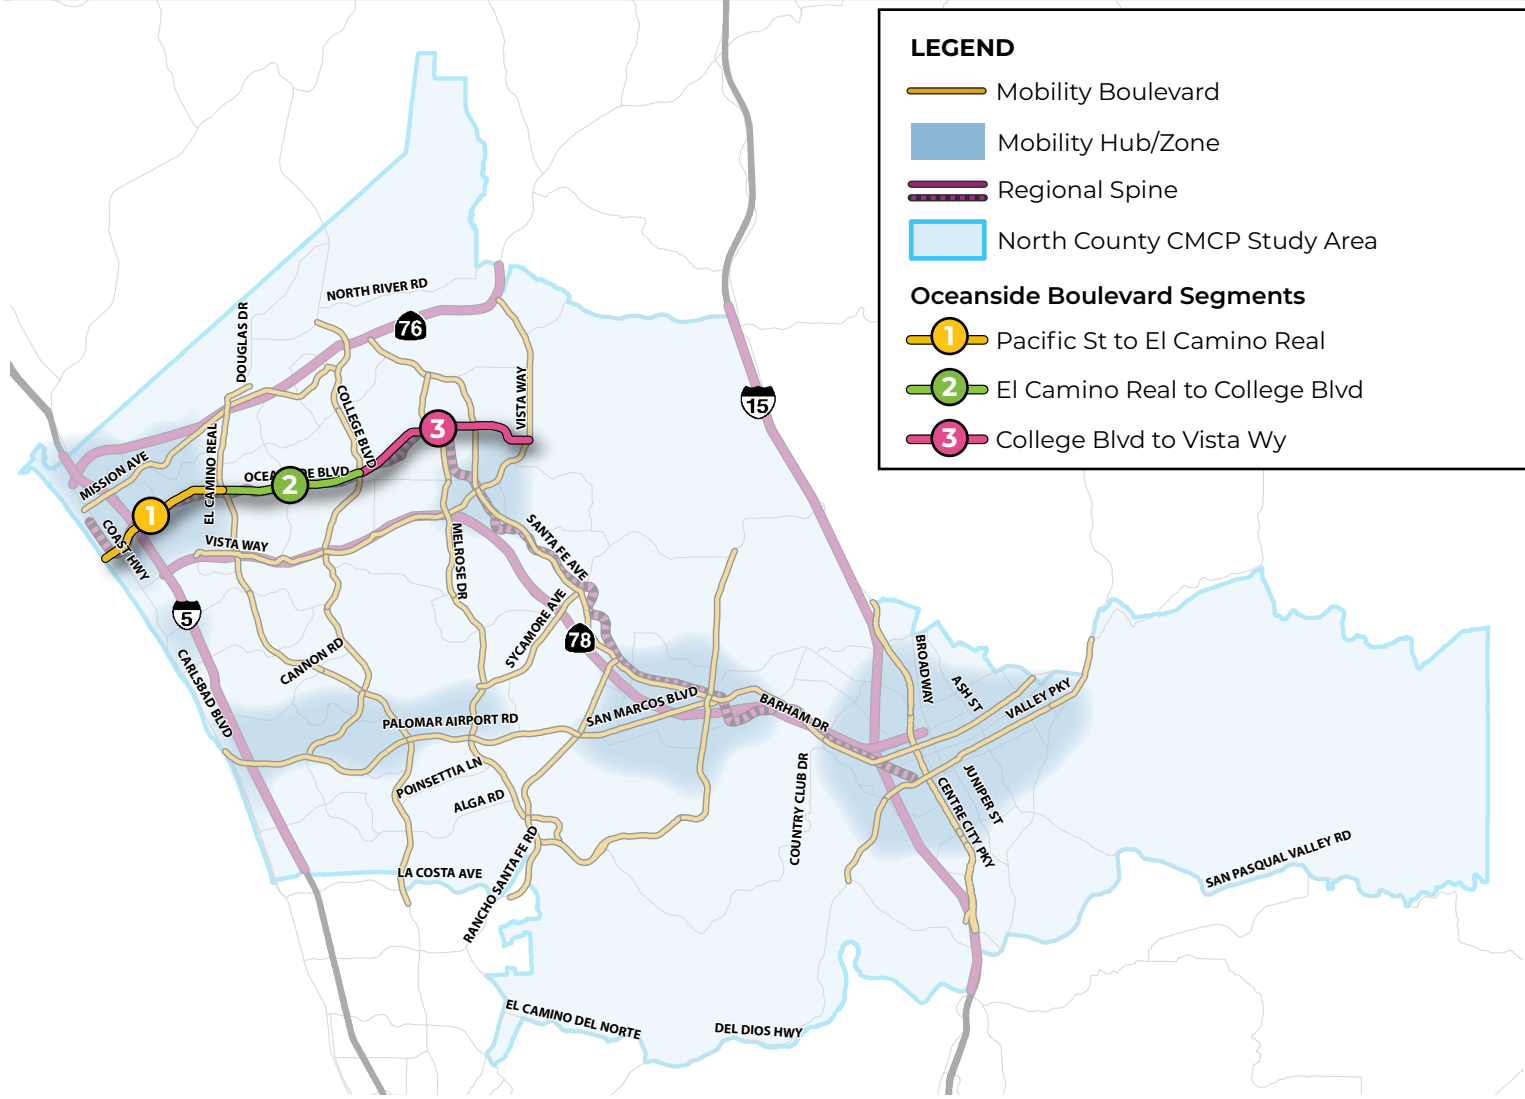 LEGEND
Mobility Boulevard
Mobility Hub/Zone
Regional Spine
North County CMCP Study Area
Oceanside Boulevard Segments
1 Pacific St to El Camino Real
2 El Camino Real to College Blvd
3 College Blvd to Vista Wy
NORTH RIVER RD
76
DOUGLAS DR
VISTA WAY
15
COLLEGE BLVD
3
EL CAMINO REAL
MISSION AVE
2
1
COAST HWY
VISTA WAY
MELROSE DR
SANTA FE AVE
5
SYCAMORE AVE
78
CANNON RD
CARLSBAD BLVD
BROADWAY
ASH ST
VALLEY PKY
PALOMAR AIRPORT RD
SAN MARCOS BLVD
BARHAM DR
POINSETTIA LN
ALGA RD
COUNTRY CLUB DR
JUNIPER ST
CENTRE CITY PKY
LA COSTA AVE
RANCHO SANTA FE RD
SAN PASQUAL VALLEY RD
EL CAMINO DEL NORTE
DEL DIOS HWY